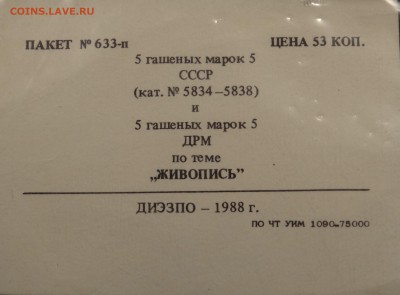 COINS.LAVE.RU
ПАКЕТ № 633-п ЦЕНА 53 КОП.
5 гашеных марок 5
СССР
(кат. № 5834–5838)
и
5 гашеных марок 5
ДРМ
по теме
„ЖИВОПИСЬ”
ДИЭЗПО – 1988 г.
ПО ЧТ УИМ 1090-75000